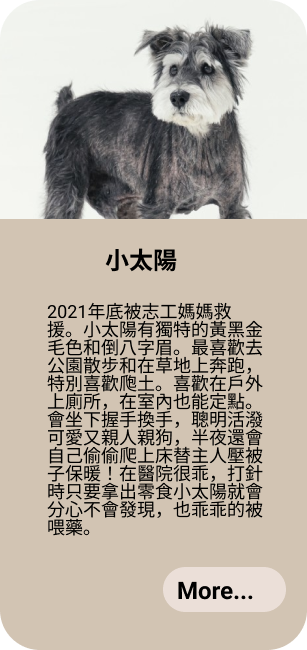 小太陽
2021年底被志工媽媽救
援。小太陽有獨特的黃黑金
毛色和倒八字眉。最喜歡去
公園散步和在草地上奔跑，
特別喜歡爬土。喜歡在戶外
上廁所，在室內也能定點。
會坐下握手換手，聰明活潑
可愛又親人親狗，半夜還會
自己偷偷爬上床替主人壓被
子保暖！在醫院很乖，打針
時只要拿出零食小太陽就會
分心不會發現，也乖乖的被
喂藥。
More...